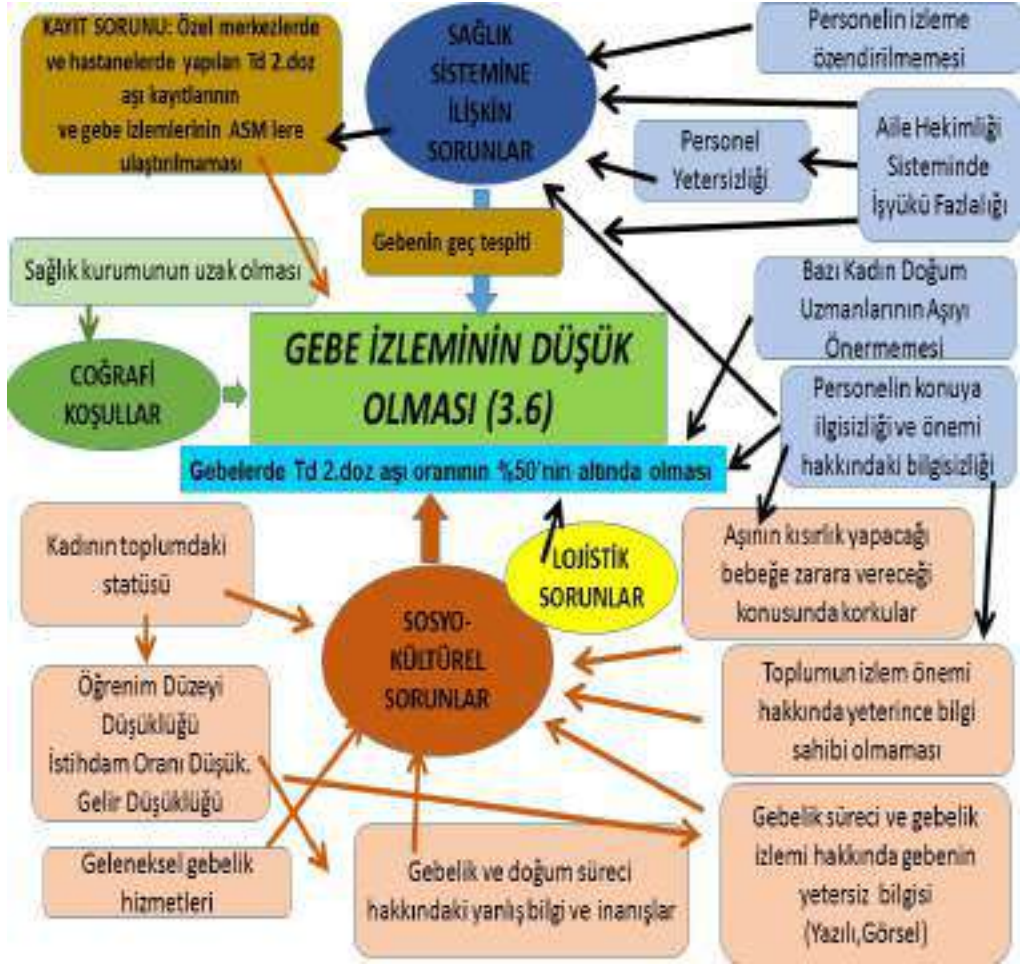 KAYIT SORUNU: Özel merkezlerde
ve hastanelerde yapılan Td 2.doz
aşı kayıtlarının
ve gebe izlemlerinin ASM lere
ulaştırılmaması
SAĞLIK
SİSTEMİNE
İLİŞKİN
SORUNLAR
Personelin izleme
özendirilmemesi
Aile Hekimliği
Sisteminde
İşyükü Fazlalığı
Personel
Yetersizliği
Gebenin geç tespiti
Sağlık kurumunun uzak olması
Bazı Kadın Doğum
Uzmanlarının Aşıyı
Önermemesi
COĞRAFİ
KOŞULLAR
GEBE İZLEMİNİN DÜŞÜK
OLMASI (3.6)
Gebelerde Td 2.doz aşı oranının %50'nin altında olması
Personelin konuya
ilgisizliği ve önemi
hakkındaki bilgisizliği
Kadının toplumdaki
statüsü
LOJİSTİK
SORUNLAR
Aşının kısırlık yapacağı
bebeğe zarara vereceği
konusunda korkular
SOSYO-
KÜLTÜREL
SORUNLAR
Öğrenim Düzeyi
Düşüklüğü
İstihdam Oranı Düşük.
Gelir Düşüklüğü
Toplumun izlem önemi
hakkında yeterince bilgi
sahibi olmaması
Geleneksel gebelik
hizmetleri
Gebelik ve doğum süreci
hakkındaki yanlış bilgi ve inanışlar
Gebelik süreci ve gebelik
izlemi hakkında gebenin
yetersiz bilgisi
(Yazılı,Görsel)